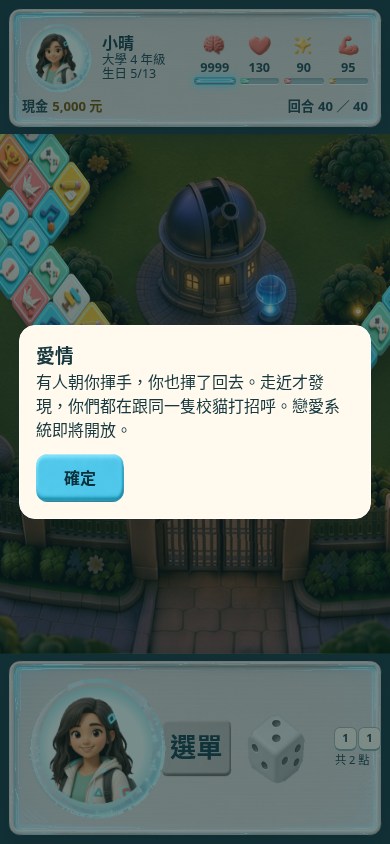 小晴
大學 4 年級
生日 5/13
9999
130
90
95
現金 5,000 元
回合 40 ／ 40
愛情
有人朝你揮手，你也揮了回去。走近才發
現，你們都在跟同一隻校貓打招呼。戀愛系
統即將開放。
確定
選單
1 1
共 2 點